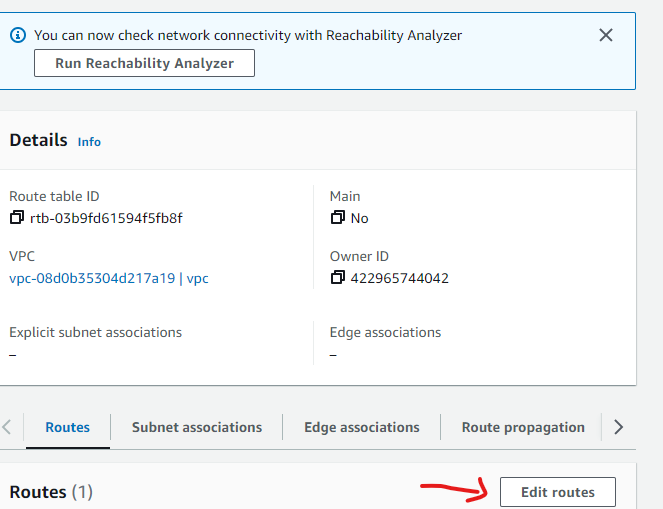 You can now check network connectivity with Reachability Analyzer
Run Reachability Analyzer
Details Info
Route table ID
rtb-03b9fd61594f5fb8f
Main
No
VPC
vpc-08d0b35304d217a19 | vpc
Owner ID
422965744042
Explicit subnet associations
–
Edge associations
–
Routes Subnet associations Edge associations Route propagation
Routes (1) Edit routes